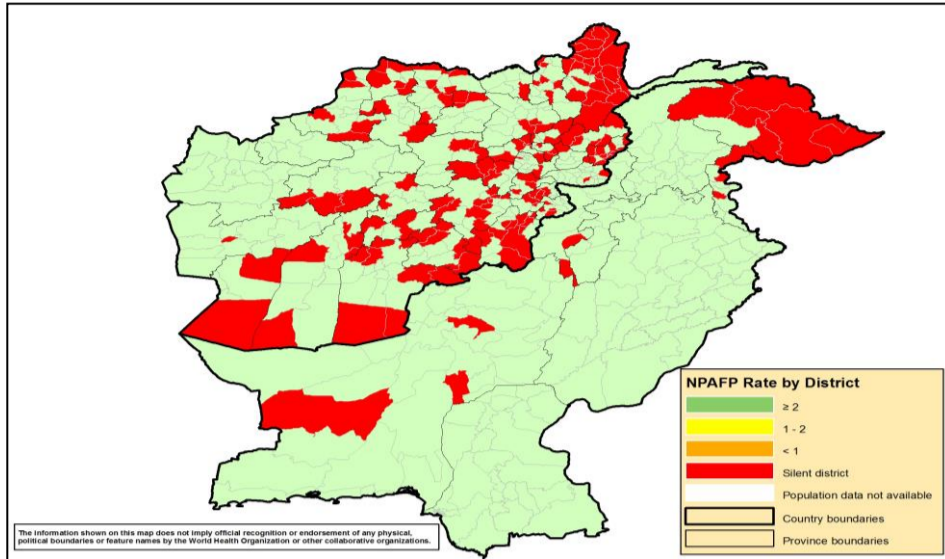 NPAFP Rate by District
≥ 2
1 - 2
< 1
Silent district
Population data not available
Country boundaries
Province boundaries
The information shown on this map does not imply official recognition or endorsement of any physical,
political boundaries or feature names by the World Health Organization or other collaborative organizations.